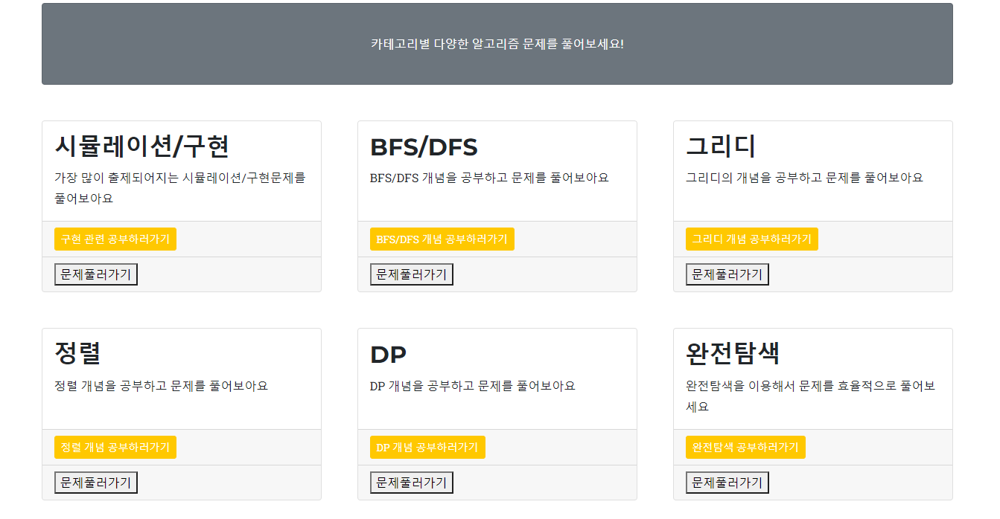 카테고리별 다양한 알고리즘 문제를 풀어보세요!
시뮬레이션/구현
가장 많이 출제되어지는 시뮬레이션/구현문제를
풀어보아요
구현 관련 공부하러가기
문제풀러가기
BFS/DFS
BFS/DFS 개념을 공부하고 문제를 풀어보아요
BFS/DFS 개념 공부하러가기
문제풀러가기
그리디
그리디의 개념을 공부하고 문제를 풀어보아요
그리디 개념 공부하러가기
문제풀러가기
정렬
정렬 개념을 공부하고 문제를 풀어보아요
정렬 개념 공부하러가기
문제풀러가기
DP
DP 개념을 공부하고 문제를 풀어보아요
DP 개념 공부하러가기
문제풀러가기
완전탐색
완전탐색을 이용해서 문제를 효율적으로 풀어보
세요
완전탐색 공부하러가기
문제풀러가기